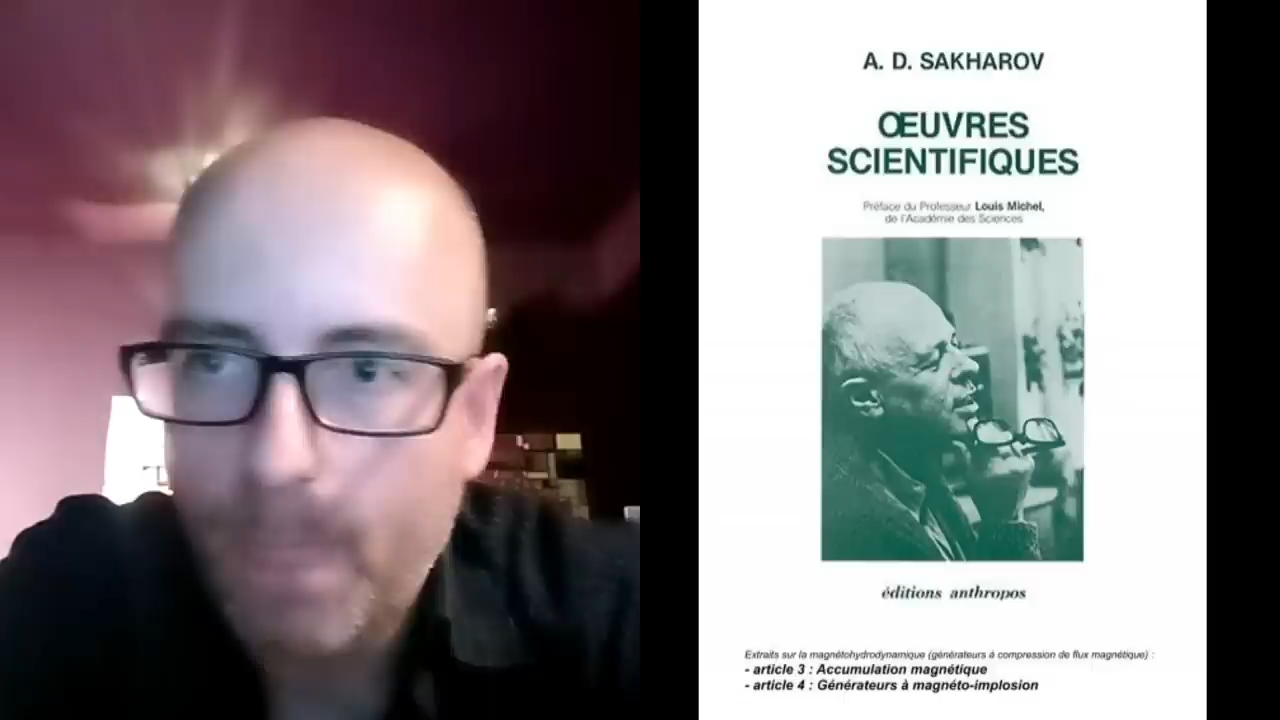 A. D. SAKHAROV
ŒUVRES
SCIENTIFIQUES
Préface du Professeur Louis Michel,
de l'Académie des Sciences
éditions anthropos
Extraits sur la magnétohydrodynamique (générateurs à compression de flux magnétique) :
- article 3 : Accumulation magnétique
- article 4 : Générateurs à magnéto-implosion